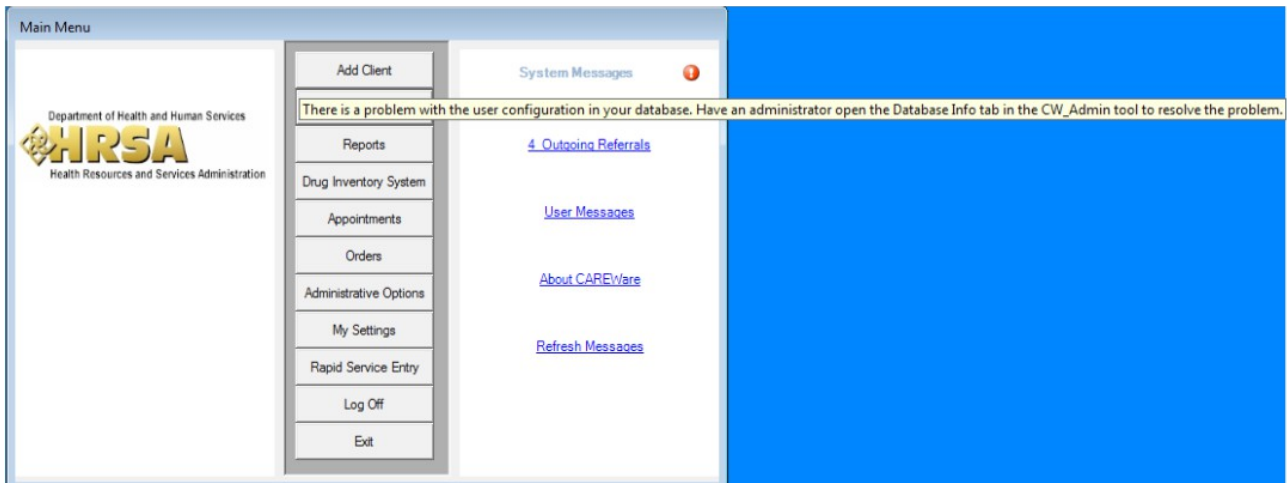 Main Menu
Department of Health and Human Services
HRSA
Health Resources and Services Administration
Add Client
Reports
Drug Inventory System
Appointments
Orders
Administrative Options
My Settings
Rapid Service Entry
Log Off
Exit
System Messages
There is a problem with the user configuration in your database. Have an administrator open the Database Info tab in the CW_Admin tool to resolve the problem.
4 Outgoing Referrals
User Messages
About CAREWare
Refresh Messages